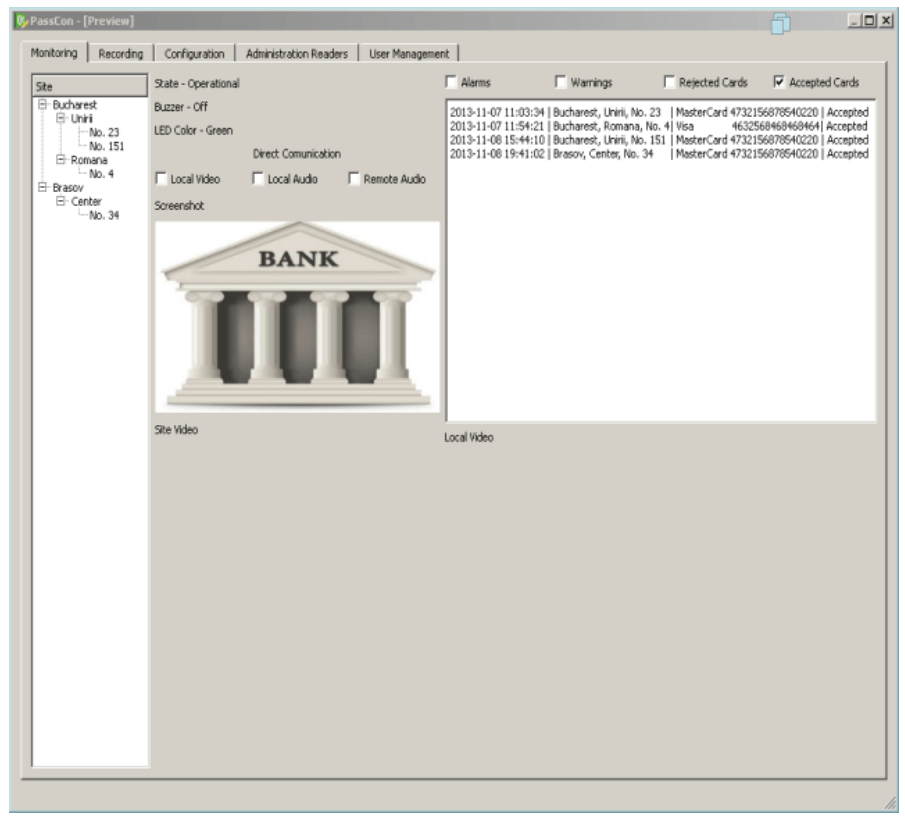 PassCon - [Preview]
Monitoring Recording Configuration Administration Readers User Management
Site
Bucharest
Unirii
No. 23
No. 151
Romana
No. 4
Brasov
Center
No. 34
State - Operational
Buzzer - Off
LED Color - Green
Direct Comunication
Local Video Local Audio Remote Audio
Screenshot
BANK
Site Video
Alarms Warnings Rejected Cards Accepted Cards
2013-11-07 11:03:34 | Bucharest, Unirii, No. 23 | MasterCard 4732156878540220 | Accepted
2013-11-07 11:54:21 | Bucharest, Romana, No. 4| Visa 4632568468468464| Accepted
2013-11-08 15:44:10 | Bucharest, Unirii, No. 151 | MasterCard 4732156878540220 | Accepted
2013-11-08 19:41:02 | Brasov, Center, No. 34 | MasterCard 4732156878540220 | Accepted
Local Video